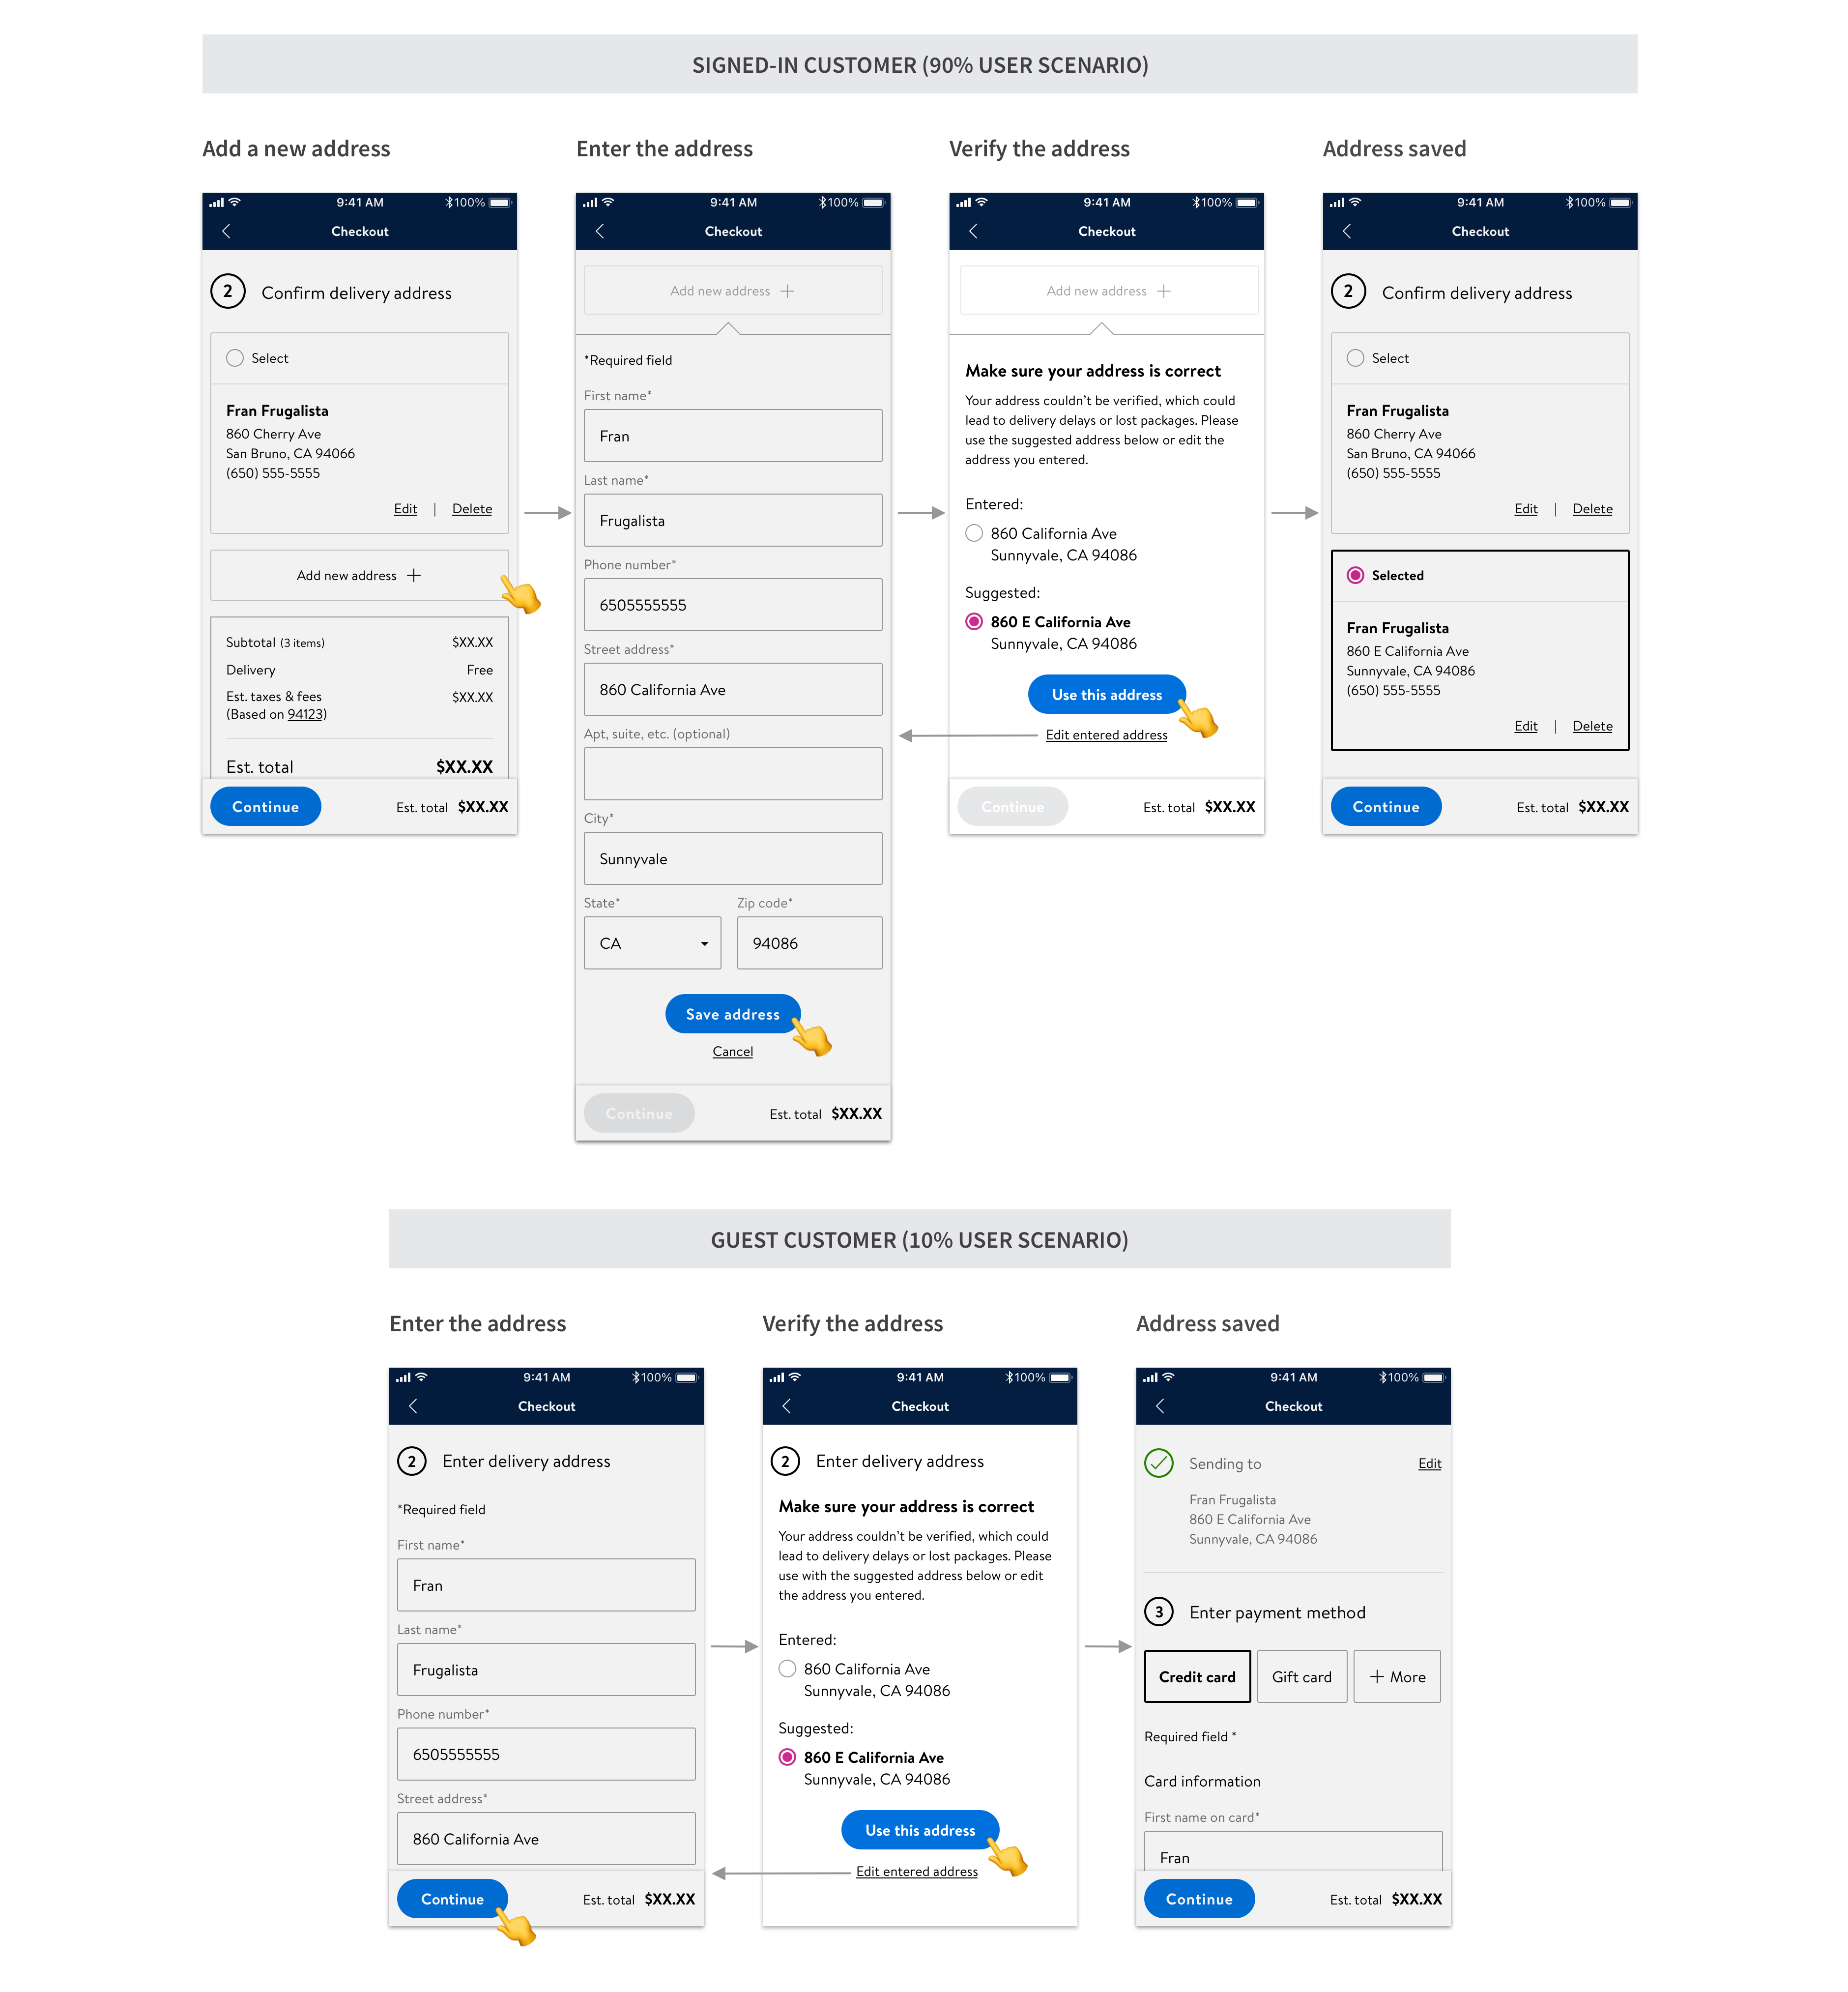 SIGNED-IN CUSTOMER (90% USER SCENARIO)
Add a new address
9:41 AM
100%
Checkout
2
Confirm delivery address
Select
Fran Frugalista
860 Cherry Ave
San Bruno, CA 94066
(650) 555-5555
Edit | Delete
Add new address +
Subtotal (3 items) $XX.XX
Delivery Free
Est. taxes & fees $XX.XX
(Based on 94123)
Est. total $XX.XX
Continue Est. total $XX.XX
Enter the address
9:41 AM
100%
Checkout
Add new address +
*Required field
First name*
Fran
Last name*
Frugalista
Phone number*
6505555555
Street address*
860 California Ave
Apt, suite, etc. (optional)
City*
Sunnyvale
State* Zip code*
CA 94086
Save address
Cancel
Continue Est. total $XX.XX
Verify the address
9:41 AM
100%
Checkout
Add new address +
Make sure your address is correct
Your address couldn't be verified, which could
lead to delivery delays or lost packages. Please
use the suggested address below or edit the
address you entered.
Entered:
860 California Ave
Sunnyvale, CA 94086
Suggested:
860 E California Ave
Sunnyvale, CA 94086
Use this address
Edit entered address
Continue Est. total $XX.XX
Address saved
9:41 AM
100%
Checkout
2
Confirm delivery address
Select
Fran Frugalista
860 Cherry Ave
San Bruno, CA 94066
(650) 555-5555
Edit | Delete
Selected
Fran Frugalista
860 E California Ave
Sunnyvale, CA 94086
(650) 555-5555
Edit | Delete
Continue Est. total $XX.XX
GUEST CUSTOMER (10% USER SCENARIO)
Enter the address
9:41 AM
100%
Checkout
2
Enter delivery address
*Required field
First name*
Fran
Last name*
Frugalista
Phone number*
6505555555
Street address*
860 California Ave
Continue Est. total $XX.XX
Verify the address
9:41 AM
100%
Checkout
2
Enter delivery address
Make sure your address is correct
Your address couldn't be verified, which could
lead to delivery delays or lost packages. Please
use with the suggested address below or edit
the address you entered.
Entered:
860 California Ave
Sunnyvale, CA 94086
Suggested:
860 E California Ave
Sunnyvale, CA 94086
Use this address
Edit entered address
Address saved
9:41 AM
100%
Checkout
Sending to Edit
Fran Frugalista
860 E California Ave
Sunnyvale, CA 94086
3
Enter payment method
Credit card Gift card + More
Required field *
Card information
First name on card*
Fran
Continue Est. total $XX.XX